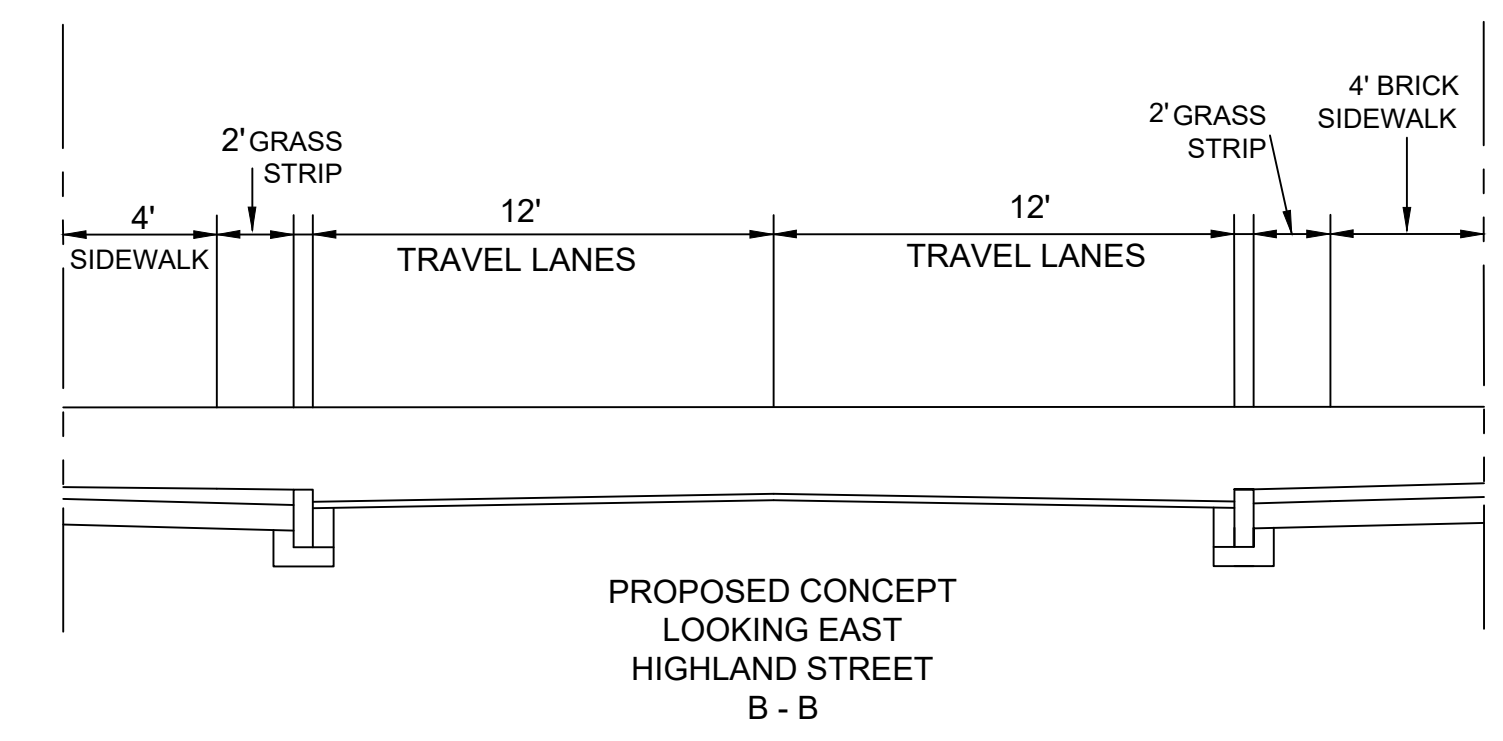 4' BRICK
SIDEWALK
2' GRASS
STRIP
2' GRASS
STRIP
4'
SIDEWALK
12'
TRAVEL LANES
12'
TRAVEL LANES
PROPOSED CONCEPT
LOOKING EAST
HIGHLAND STREET
B - B